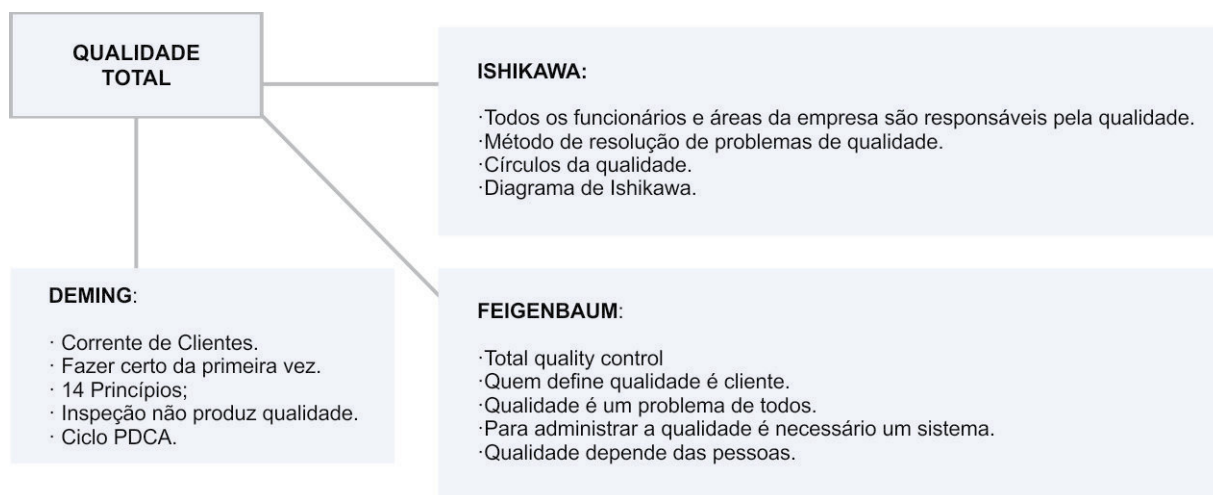 QUALIDADE
TOTAL
ISHIKAWA:
·Todos os funcionários e áreas da empresa são responsáveis pela qualidade.
·Método de resolução de problemas de qualidade.
·Círculos da qualidade.
·Diagrama de Ishikawa.
DEMING:
· Corrente de Clientes.
· Fazer certo da primeira vez.
· 14 Princípios;
· Inspeção não produz qualidade.
· Ciclo PDCA.
FEIGENBAUM:
·Total quality control
·Quem define qualidade é cliente.
·Qualidade é um problema de todos.
·Para administrar a qualidade é necessário um sistema.
·Qualidade depende das pessoas.